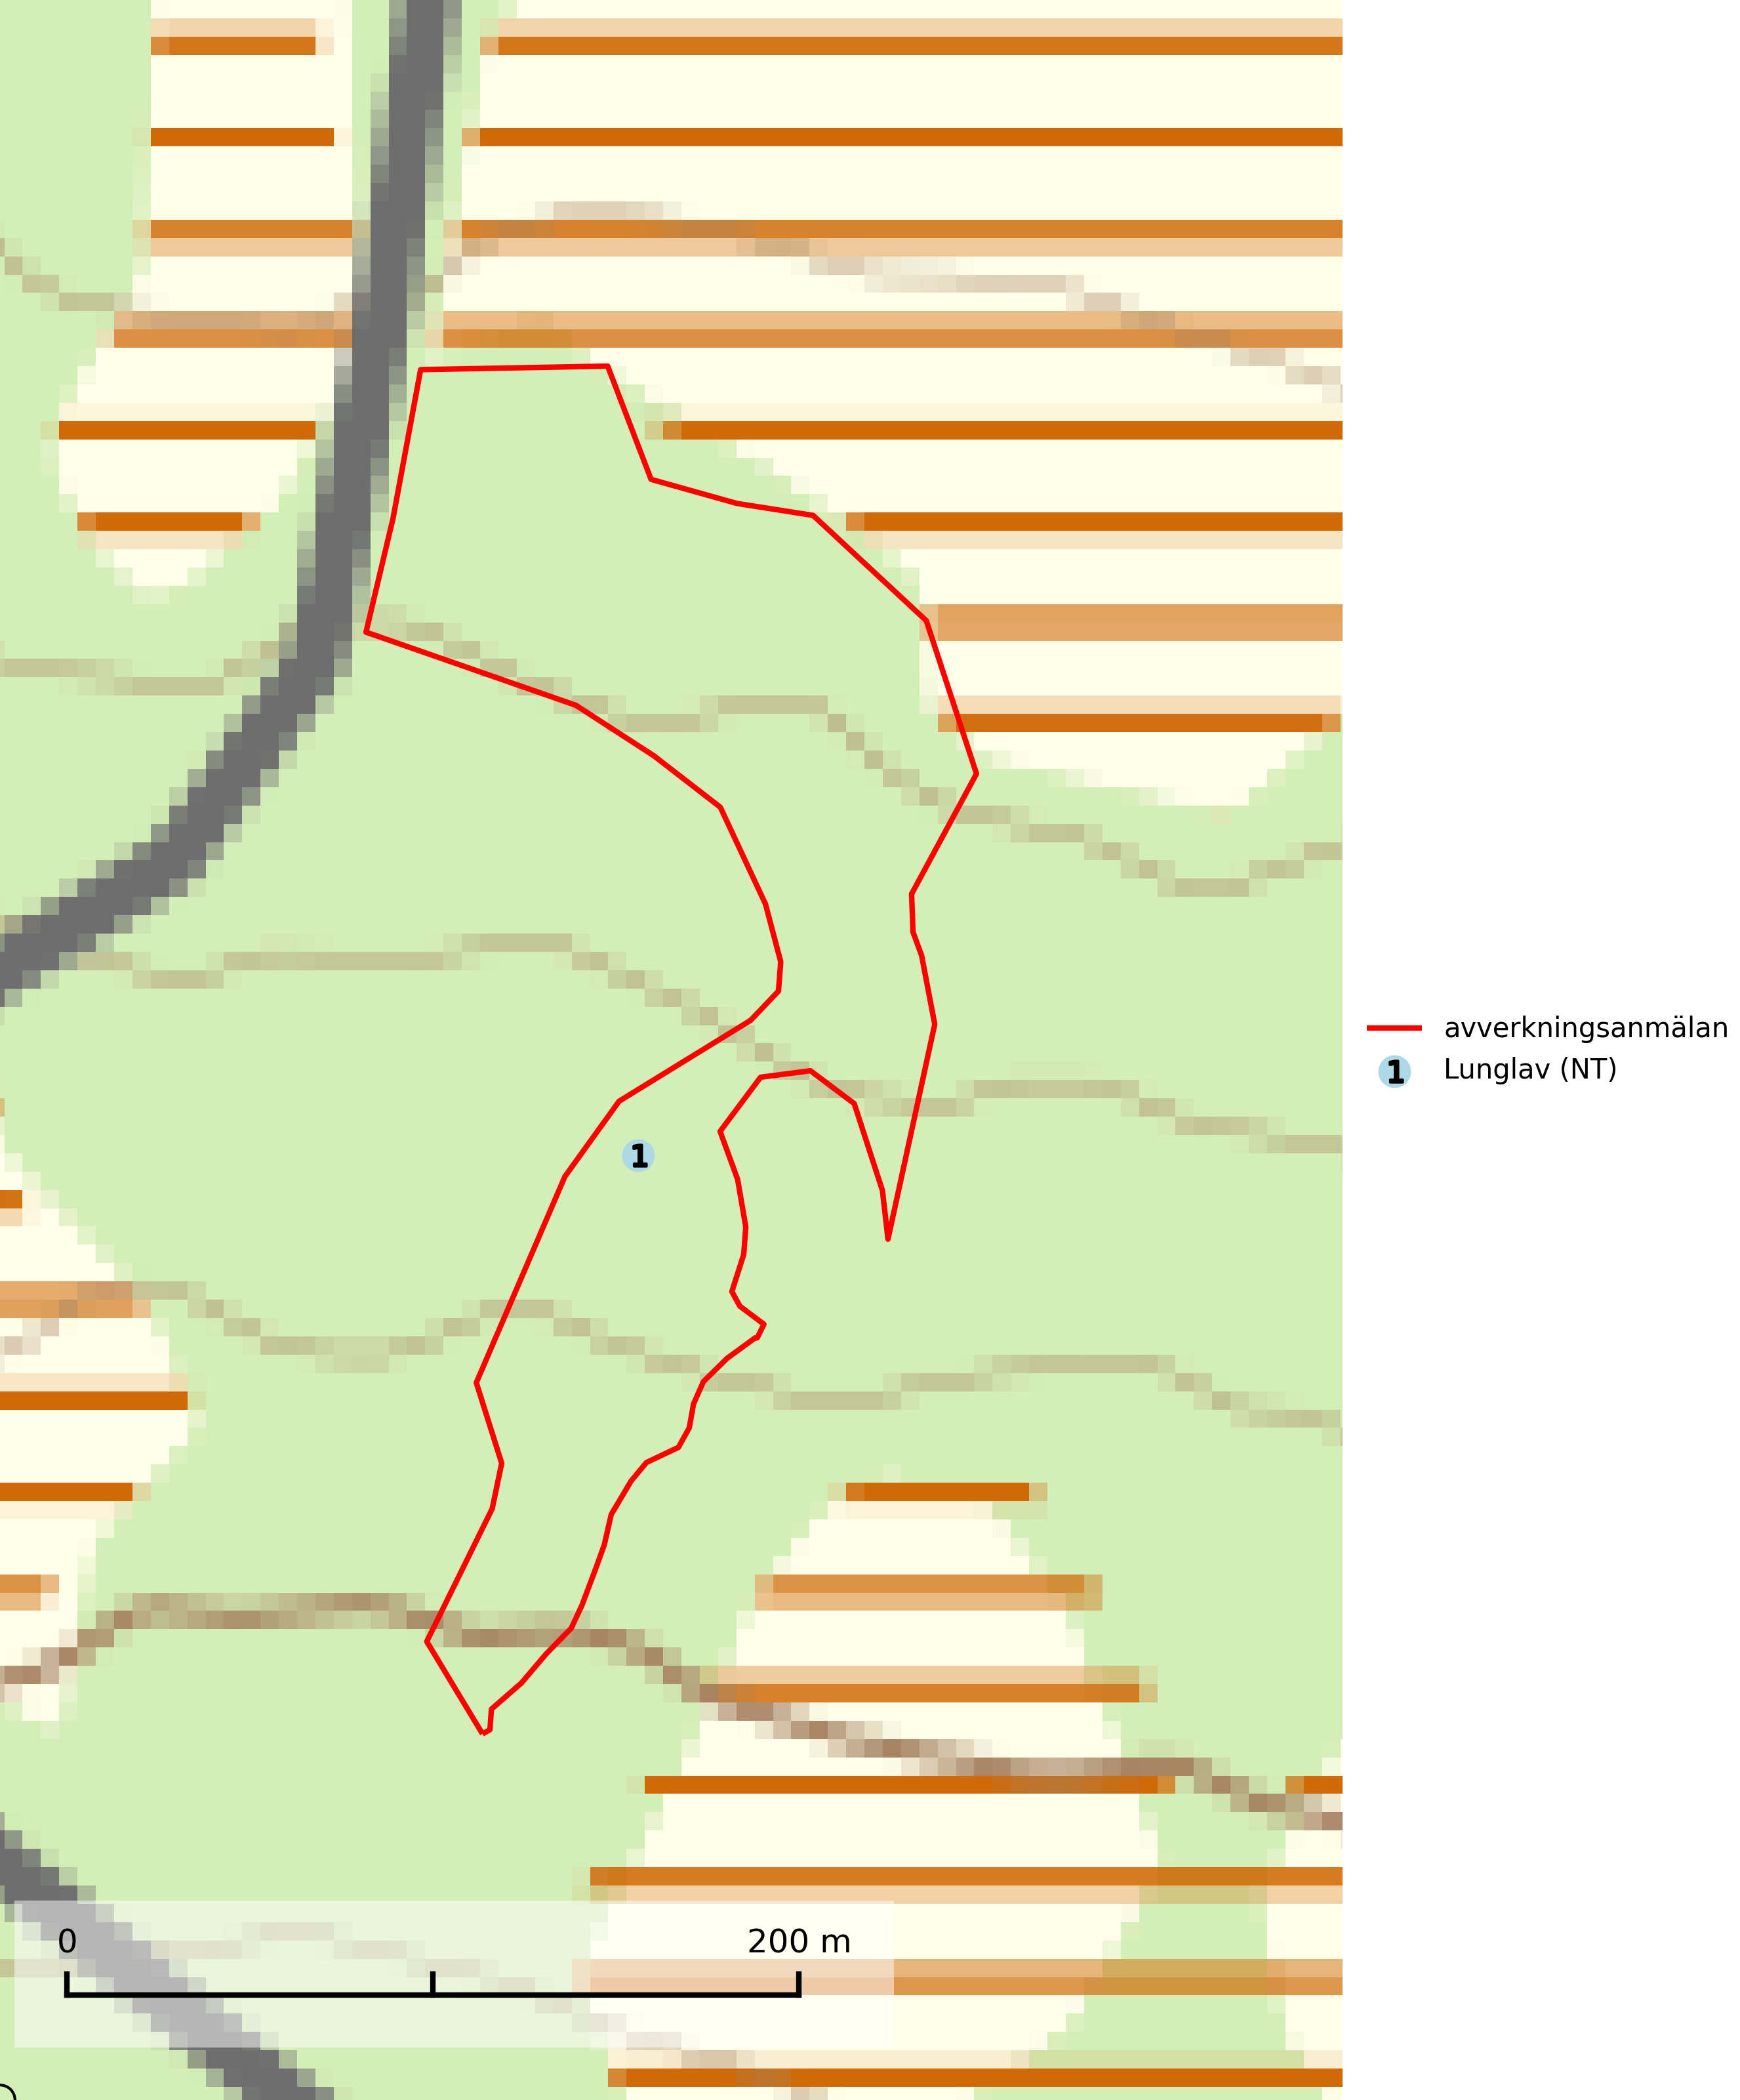 avverkningsanmälan
1 Lunglav (NT)
1
0 200 m